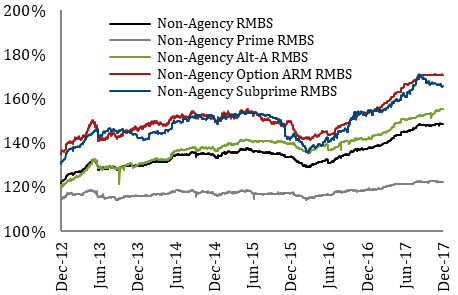 200%
180%
160%
140%
120%
100%
Non-Agency RMBS
Non-Agency Prime RMBS
Non-Agency Alt-A RMBS
Non-Agency Option ARM RMBS
Non-Agency Subprime RMBS
Dec-12
Jun-13
Dec-13
Jun-14
Dec-14
Jun-15
Dec-15
Jun-16
Dec-16
Jun-17
Dec-17